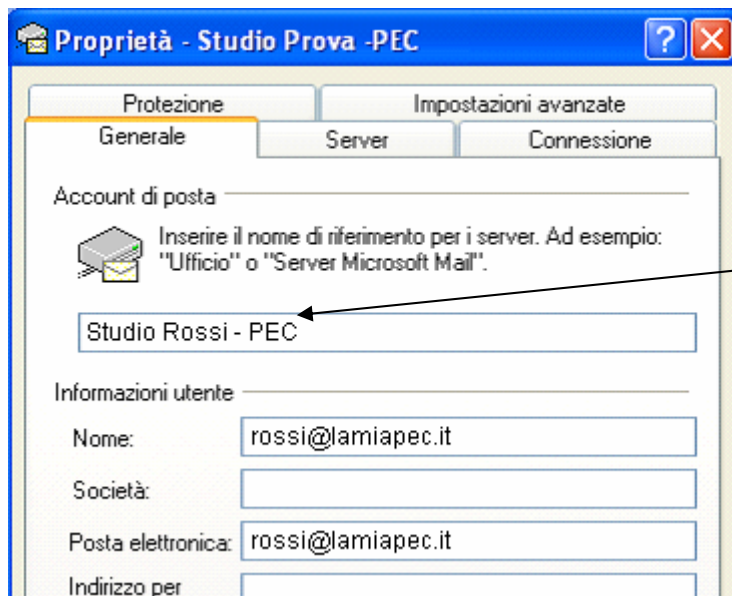 Proprietà - Studio Prova -PEC
Protezione
Impostazioni avanzate
Generale
Server
Connessione
Account di posta
Inserire il nome di riferimento per i server. Ad esempio:
"Ufficio" o "Server Microsoft Mail".
Studio Rossi - PEC
Informazioni utente
Nome: rossi@lamiapec.it
Società:
Posta elettronica: rossi@lamiapec.it
Indirizzo per